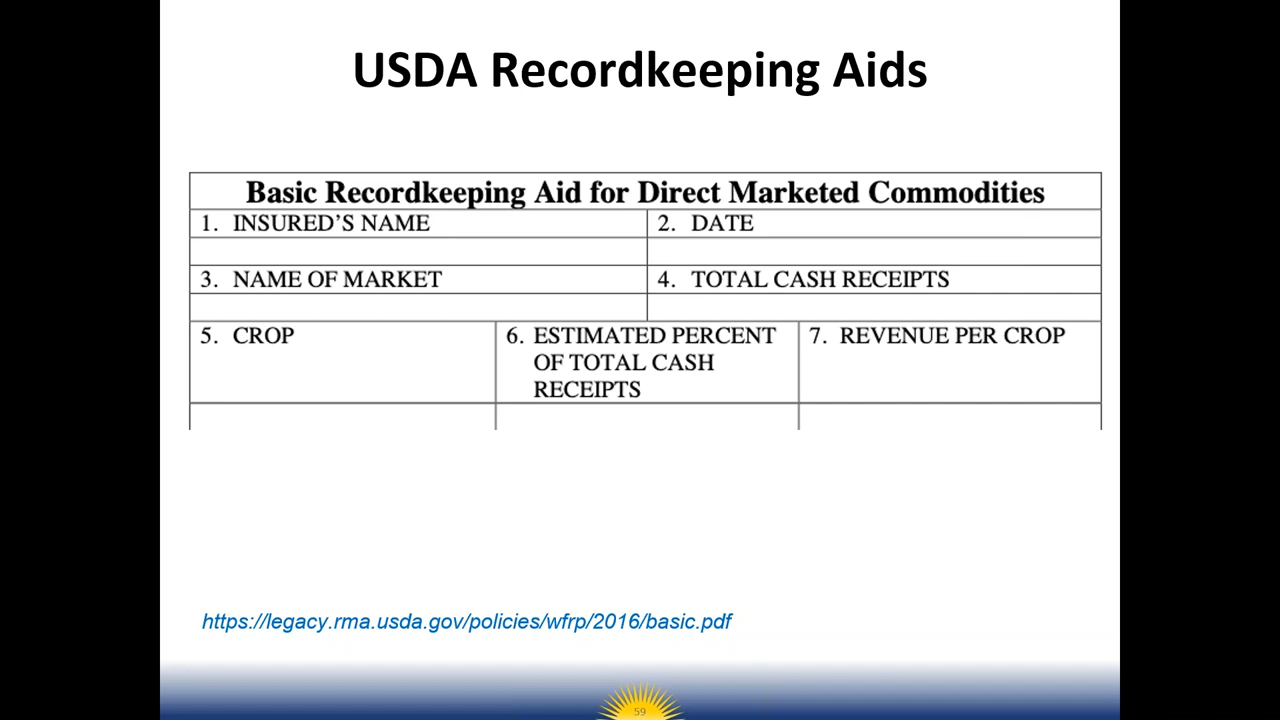 USDA Recordkeeping Aids
Basic Recordkeeping Aid for Direct Marketed Commodities
1. INSURED’S NAME
2. DATE
3. NAME OF MARKET
4. TOTAL CASH RECEIPTS
5. CROP
6. ESTIMATED PERCENT
OF TOTAL CASH
RECEIPTS
7. REVENUE PER CROP
https://legacy.rma.usda.gov/policies/wfrp/2016/basic.pdf
59